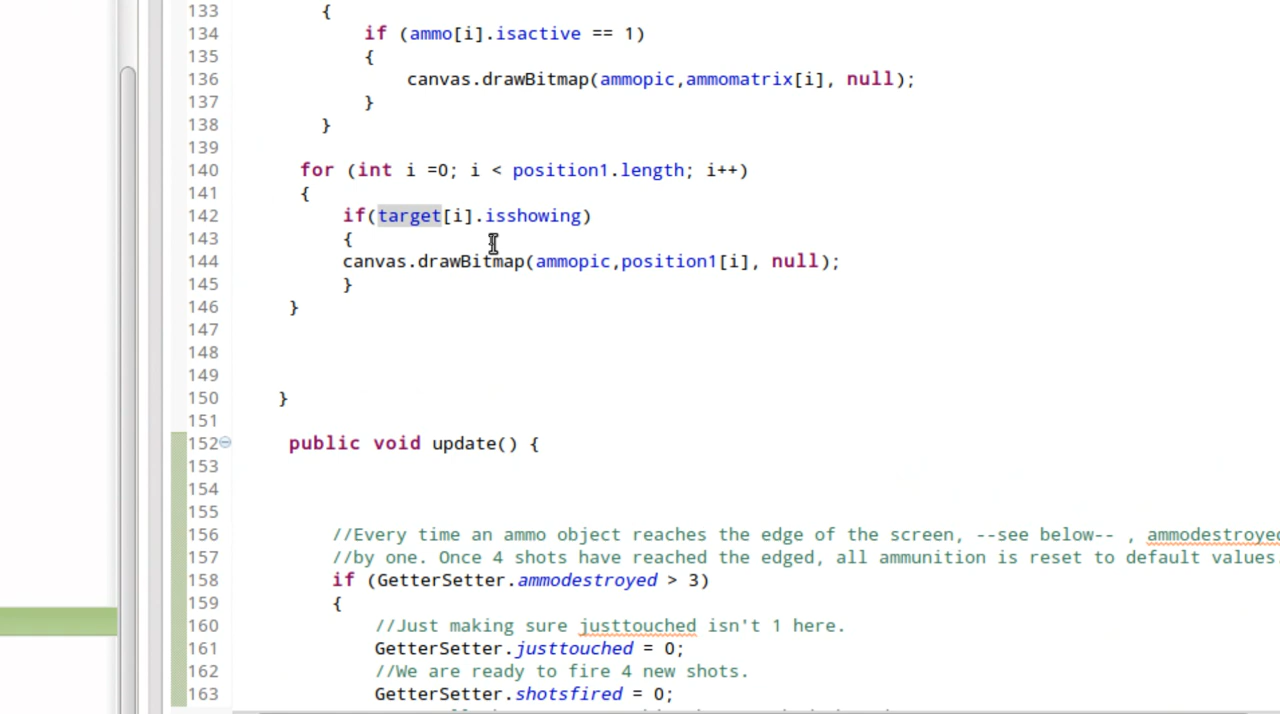 133 {
134 if (ammo[i].isactive == 1)
135 {
136 canvas.drawBitmap(ammopic,ammomatrix[i], null);
137 }
138 }
139
140 for (int i =0; i < position1.length; i++)
141 {
142 if(target[i].isshowing)
143 {
144 canvas.drawBitmap(ammopic,position1[i], null);
145 }
146 }
147
148
149
150 }
151
152 public void update() {
153
154
155
156 //Every time an ammo object reaches the edge of the screen, --see below-- , ammodestroyed
157 //by one. Once 4 shots have reached the edged, all ammunition is reset to default values.
158 if (GetterSetter.ammodestroyed > 3)
159 {
160 //Just making sure justtouched isn't 1 here.
161 GetterSetter.justtouched = 0;
162 //We are ready to fire 4 new shots.
163 GetterSetter.shotsfired = 0;